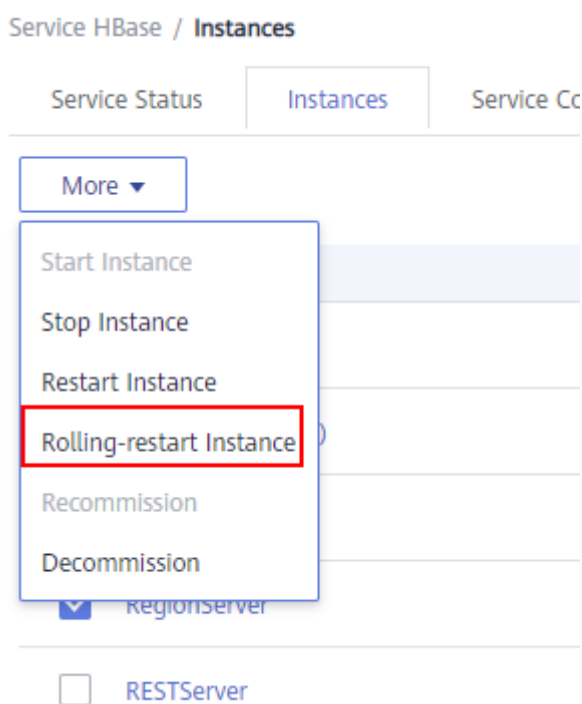 Service HBase / Instances
Service Status Instances Service Co
More
Start Instance
Stop Instance
Restart Instance
Rolling-restart Instance )
Recommission
Decommission
RegionServer
RESTServer